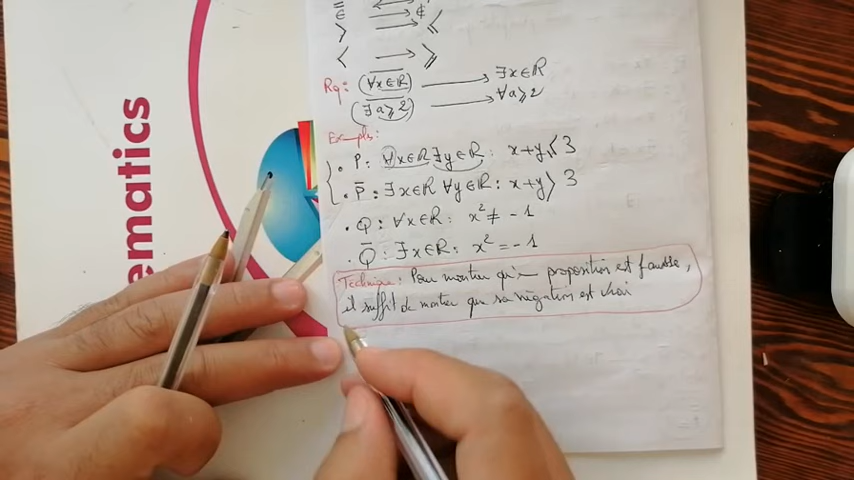 = 
∈ ⟷ ∉
> ⟶ ⩽
< ⟶ ⩾
Rq: (∀x∈ℝ) ⟶ ∃x∈ℝ
(∃a⩾2) ⟶ ∀a⩾2
Exemples:
• P: ∀x∈ℝ ∃y∈ℝ: x+y⩽3
• P̄: ∃x∈ℝ ∀y∈ℝ: x+y>3
• Q: ∀x∈ℝ: x²≠-1
• Q̄: ∃x∈ℝ: x²=-1
Technique: Pour montrer qu'une proposition est fausse,
il suffit de montrer que sa négation est vrai
ematics